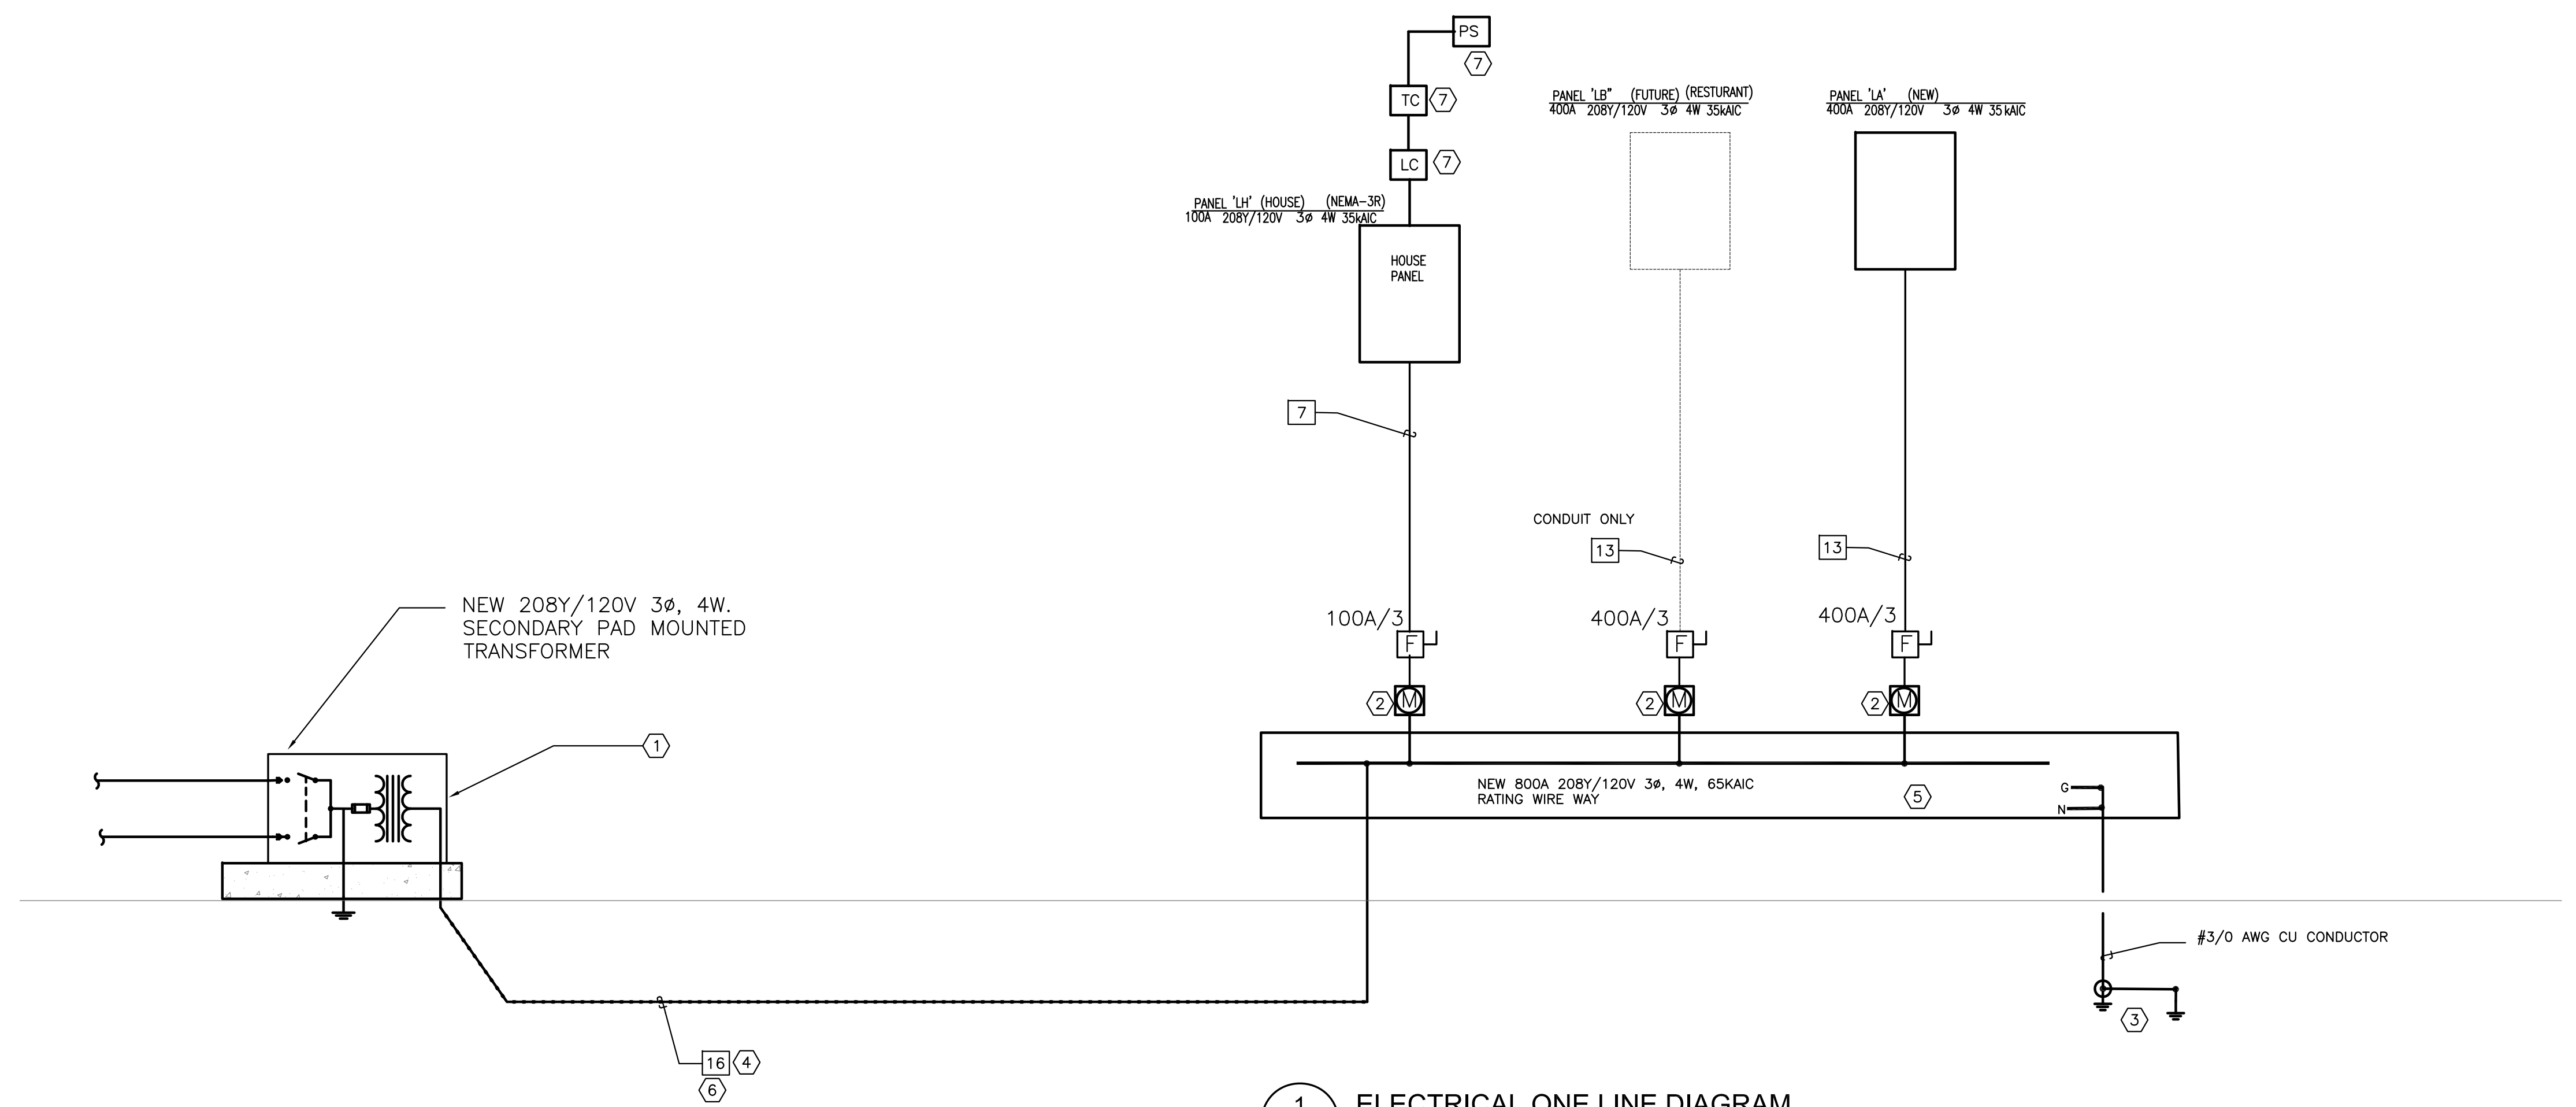 PS
7
TC 7
LC 7
PANEL 'LH' (HOUSE) (NEMA-3R)
100A 208Y/120V 3ø 4W 35kAIC
HOUSE
PANEL
PANEL 'LB" (FUTURE) (RESTURANT)
400A 208Y/120V 3ø 4W 35kAIC
PANEL 'LA' (NEW)
400A 208Y/120V 3ø 4W 35kAIC
7
CONDUIT ONLY
13
13
100A/3
F
400A/3
F
400A/3
F
2 M
2 M
2 M
NEW 208Y/120V 3ø, 4W.
SECONDARY PAD MOUNTED
TRANSFORMER
1
NEW 800A 208Y/120V 3ø, 4W, 65KAIC
RATING WIRE WAY
5
G
N
#3/0 AWG CU CONDUCTOR
3
16 4
6
1 ELECTRICAL ONE LINE DIAGRAM